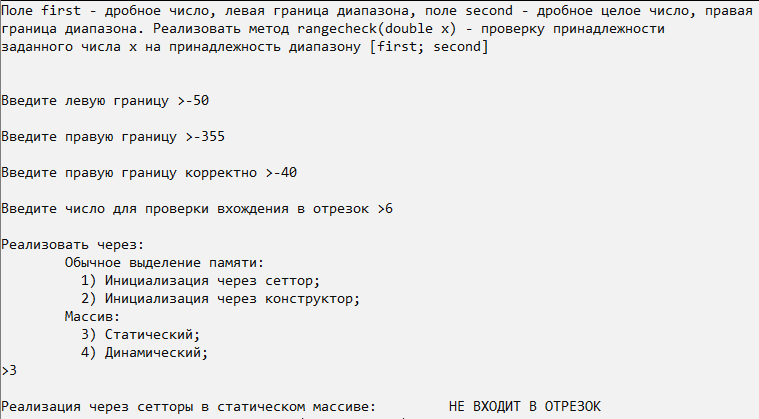 Поле first - дробное число, левая граница диапазона, поле second - дробное целое число, правая
граница диапазона. Реализовать метод rangecheck(double x) - проверку принадлежности
заданного числа x на принадлежность диапазону [first; second]
Введите левую границу >-50
Введите правую границу >-355
Введите правую границу корректно >-40
Введите число для проверки вхождения в отрезок >6
Реализовать через:
Обычное выделение памяти:
1) Инициализация через сеттор;
2) Инициализация через конструктор;
Массив:
3) Статический;
4) Динамический;
>3
Реализация через сетторы в статическом массиве: НЕ ВХОДИТ В ОТРЕЗОК